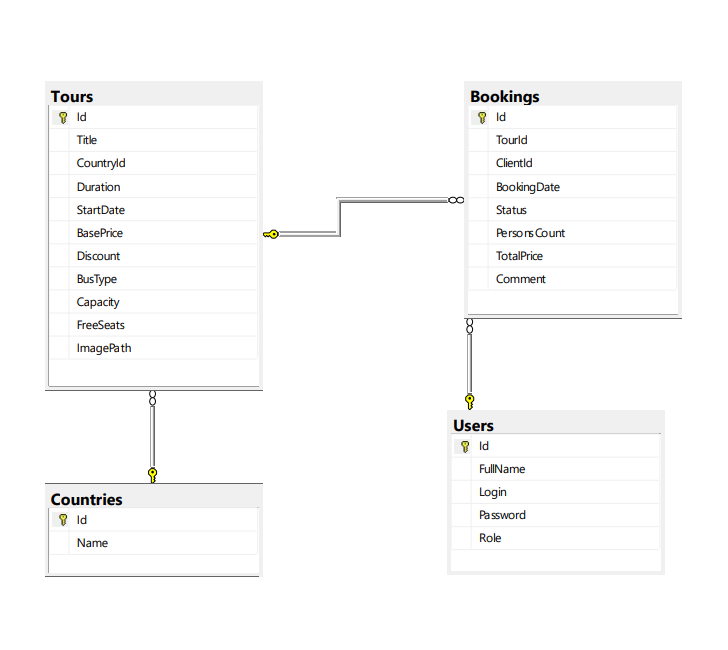 Tours
Id
Title
CountryId
Duration
StartDate
BasePrice
Discount
BusType
Capacity
FreeSeats
ImagePath
Bookings
Id
TourId
ClientId
BookingDate
Status
PersonsCount
TotalPrice
Comment
Countries
Id
Name
Users
Id
FullName
Login
Password
Role